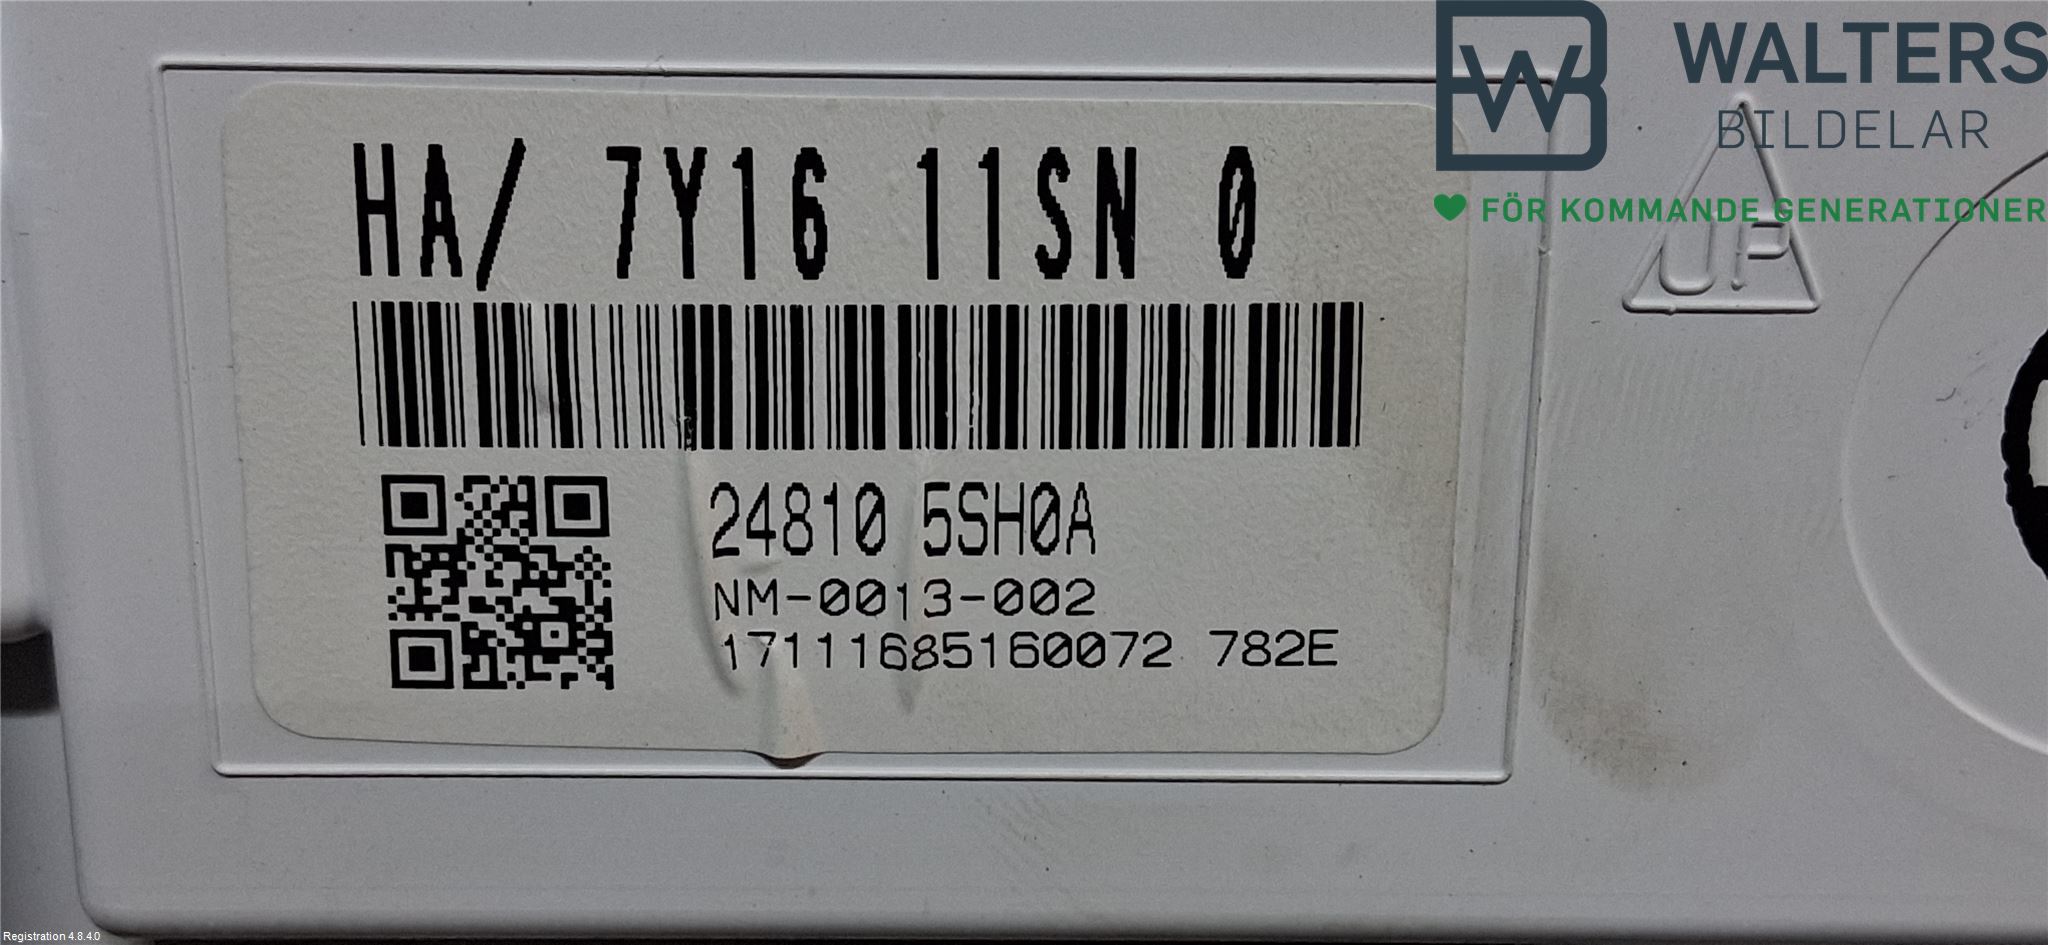 WALTERS
BILDELAR
FÖR KOMMANDE GENERATIONER
UP
HA/ 7Y16 11SN 0
24810 5SH0A
NM-0013-002
17111685160072 782E
Registration 4.8.4.0